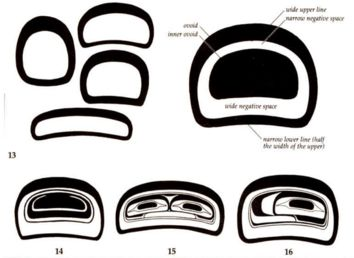 ovoid
inner ovoid
wide upper line
narrow negative space
wide negative space
narrow lower line (half
the width of the upper)
13
14
15
16